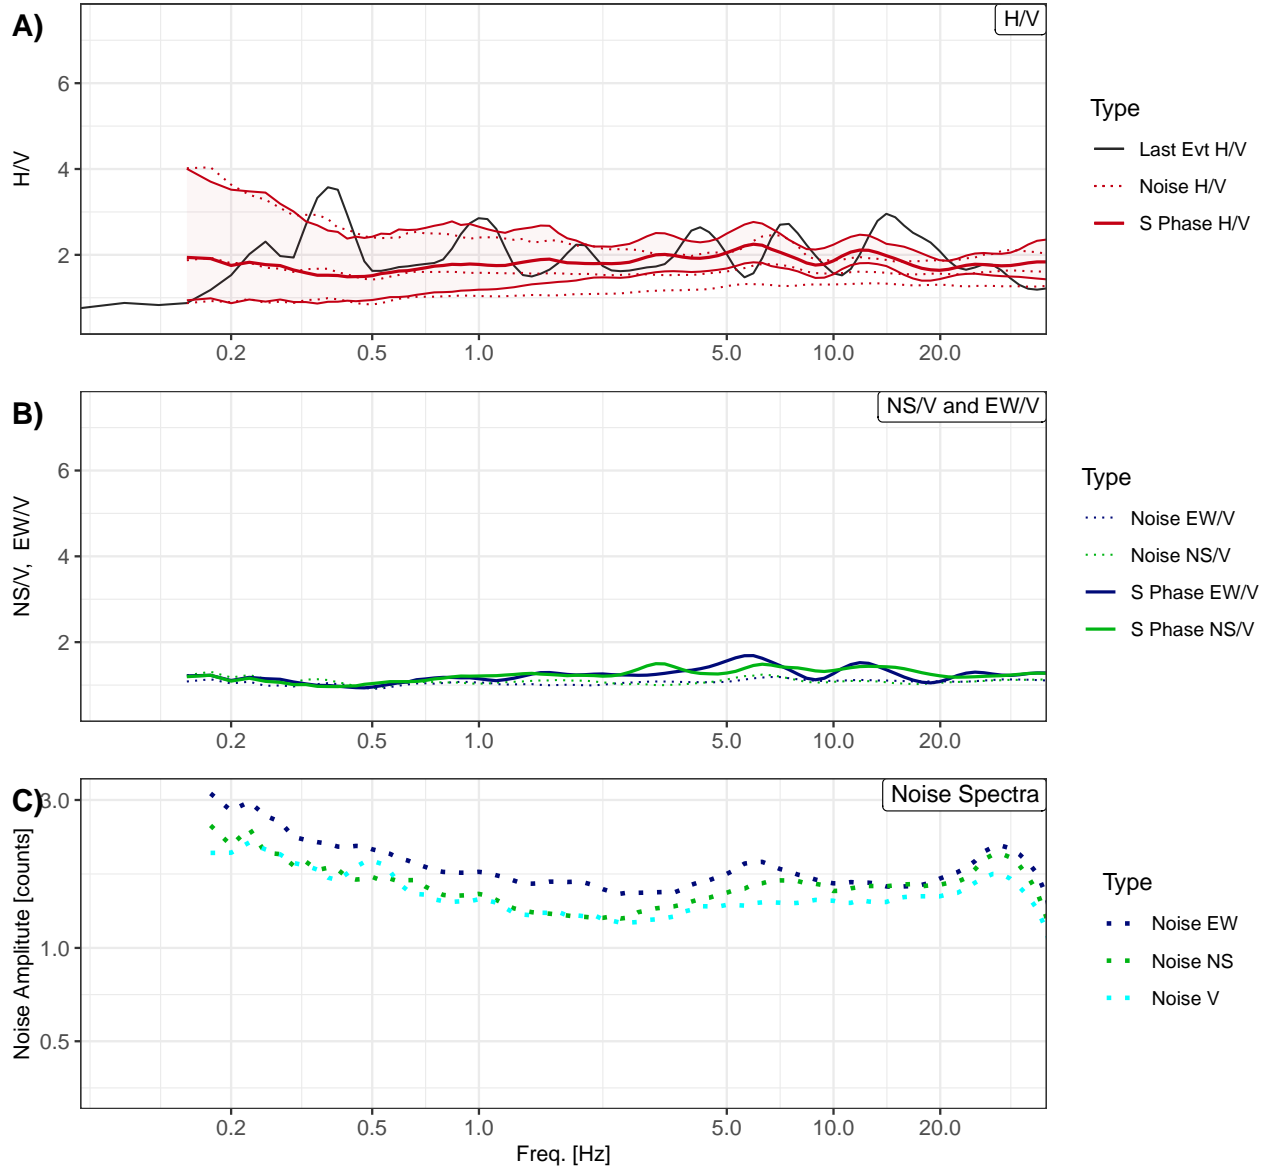 A)
H/V
6
4
2
H/V
0.2 0.5 1.0 5.0 10.0 20.0
Type
Last Evt H/V
Noise H/V
S Phase H/V
B)
NS/V and EW/V
6
4
2
NS/V,  EW/V
0.2 0.5 1.0 5.0 10.0 20.0
Type
Noise EW/V
Noise NS/V
S Phase EW/V
S Phase NS/V
C)
Noise Spectra
3.0
1.0
0.5
Noise Amplitute [counts]
0.2 0.5 1.0 5.0 10.0 20.0
Freq. [Hz]
Type
Noise EW
Noise NS
Noise V